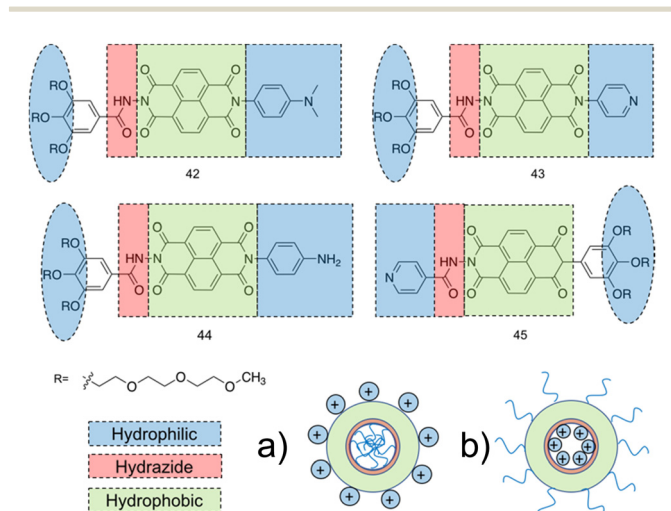 RO
RO
RO
O
HN
N
O
O
O
O
N
N
42
RO
RO
RO
O
HN
N
O
O
O
O
N
N
43
RO
RO
RO
O
HN
N
O
O
O
O
N
NH2
44
N
O
HN
N
O
O
O
O
OR
OR
OR
45
R= O O O CH3
Hydrophilic
Hydrazide
Hydrophobic
a)
+ + + + + + + + +
b)
+ + + + + +